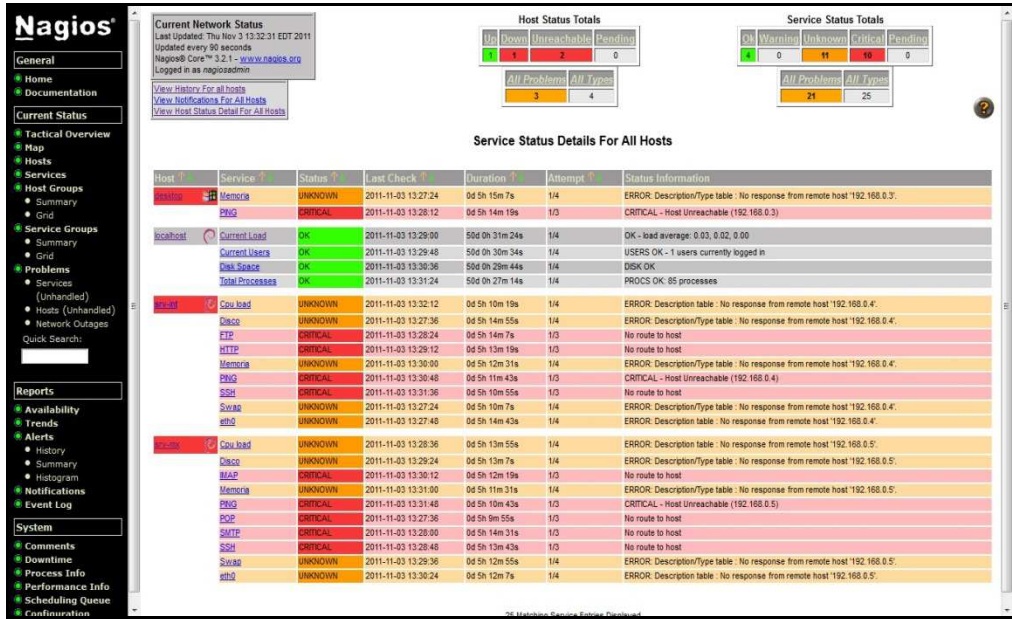 Nagios®
General
Home
Documentation
Current Status
Tactical Overview
Map
Hosts
Services
Host Groups
Summary
Grid
Service Groups
Summary
Grid
Problems
Services
(Unhandled)
Hosts (Unhandled)
Network Outages
Quick Search:
Reports
Availability
Trends
Alerts
History
Summary
Histogram
Notifications
Event Log
System
Comments
Downtime
Process Info
Performance Info
Scheduling Queue
Configuration
Current Network Status
Last Updated: Thu Nov 3 13:32:31 EDT 2011
Updated every 90 seconds
Nagios® Core™ 3.2.1 - www.nagios.org
Logged in as nagiosadmin
View History For all hosts
View Notifications For All Hosts
View Host Status Detail For All Hosts
Host Status Totals
Up Down Unreachable Pending
1 1 2 0
All Problems All Types
3 4
Service Status Totals
Ok Warning Unknown Critical Pending
4 0 11 10 0
All Problems All Types
21 25
Service Status Details For All Hosts
Host Service Status Last Check Duration Attempt Status Information
desktop Memoria UNKNOWN 2011-11-03 13:27:24 0d 5h 15m 7s 1/4 ERROR: Description/Type table : No response from remote host '192.168.0.3'.
PING CRITICAL 2011-11-03 13:28:12 0d 5h 14m 19s 1/4 CRITICAL - Host Unreachable (192.168.0.3)
localhost Current Load OK 2011-11-03 13:29:00 50d 0h 31m 24s 1/4 OK - load average: 0.03, 0.02, 0.00
Current Users OK 2011-11-03 13:29:48 50d 0h 30m 34s 1/4 USERS OK - 1 users currently logged in
Disk Space OK 2011-11-03 13:30:36 50d 0h 29m 44s 1/4 DISK OK
Total Processes OK 2011-11-03 13:31:24 50d 0h 27m 14s 1/4 PROCS OK: 85 processes
srv-int Cpu load UNKNOWN 2011-11-03 13:32:12 0d 5h 10m 19s 1/4 ERROR: Description table : No response from remote host '192.168.0.4'.
Disco UNKNOWN 2011-11-03 13:27:36 0d 5h 14m 55s 1/4 ERROR: Description/Type table : No response from remote host '192.168.0.4'.
FTP CRITICAL 2011-11-03 13:28:24 0d 5h 14m 7s 1/3 No route to host
HTTP CRITICAL 2011-11-03 13:29:12 0d 5h 13m 19s 1/3 No route to host
Memoria UNKNOWN 2011-11-03 13:30:00 0d 5h 12m 31s 1/4 ERROR: Description/Type table : No response from remote host '192.168.0.4'.
PING CRITICAL 2011-11-03 13:30:48 0d 5h 11m 43s 1/3 CRITICAL - Host Unreachable (192.168.0.4)
SSH CRITICAL 2011-11-03 13:31:36 0d 5h 10m 55s 1/3 No route to host
Swap UNKNOWN 2011-11-03 13:27:24 0d 5h 10m 7s 1/4 ERROR: Description/Type table : No response from remote host '192.168.0.4'.
eth0 UNKNOWN 2011-11-03 13:27:48 0d 5h 14m 43s 1/4 ERROR: Description table : No response from remote host '192.168.0.4'.
srv-mx Cpu load UNKNOWN 2011-11-03 13:28:36 0d 5h 13m 55s 1/4 ERROR: Description table : No response from remote host '192.168.0.5'.
Disco UNKNOWN 2011-11-03 13:29:24 0d 5h 13m 7s 1/4 ERROR: Description/Type table : No response from remote host '192.168.0.5'.
IMAP CRITICAL 2011-11-03 13:30:12 0d 5h 12m 19s 1/3 No route to host
Memoria UNKNOWN 2011-11-03 13:31:00 0d 5h 11m 31s 1/4 ERROR: Description/Type table : No response from remote host '192.168.0.5'.
PING CRITICAL 2011-11-03 13:31:48 0d 5h 10m 43s 1/3 CRITICAL - Host Unreachable (192.168.0.5)
POP CRITICAL 2011-11-03 13:27:36 0d 5h 9m 55s 1/3 No route to host
SMTP CRITICAL 2011-11-03 13:28:00 0d 5h 14m 31s 1/3 No route to host
SSH CRITICAL 2011-11-03 13:28:48 0d 5h 13m 43s 1/3 No route to host
Swap UNKNOWN 2011-11-03 13:29:36 0d 5h 12m 55s 1/4 ERROR: Description/Type table : No response from remote host '192.168.0.5'.
eth0 UNKNOWN 2011-11-03 13:30:24 0d 5h 12m 7s 1/4 ERROR: Description table : No response from remote host '192.168.0.5'.
25 Matching Service Entries Displayed